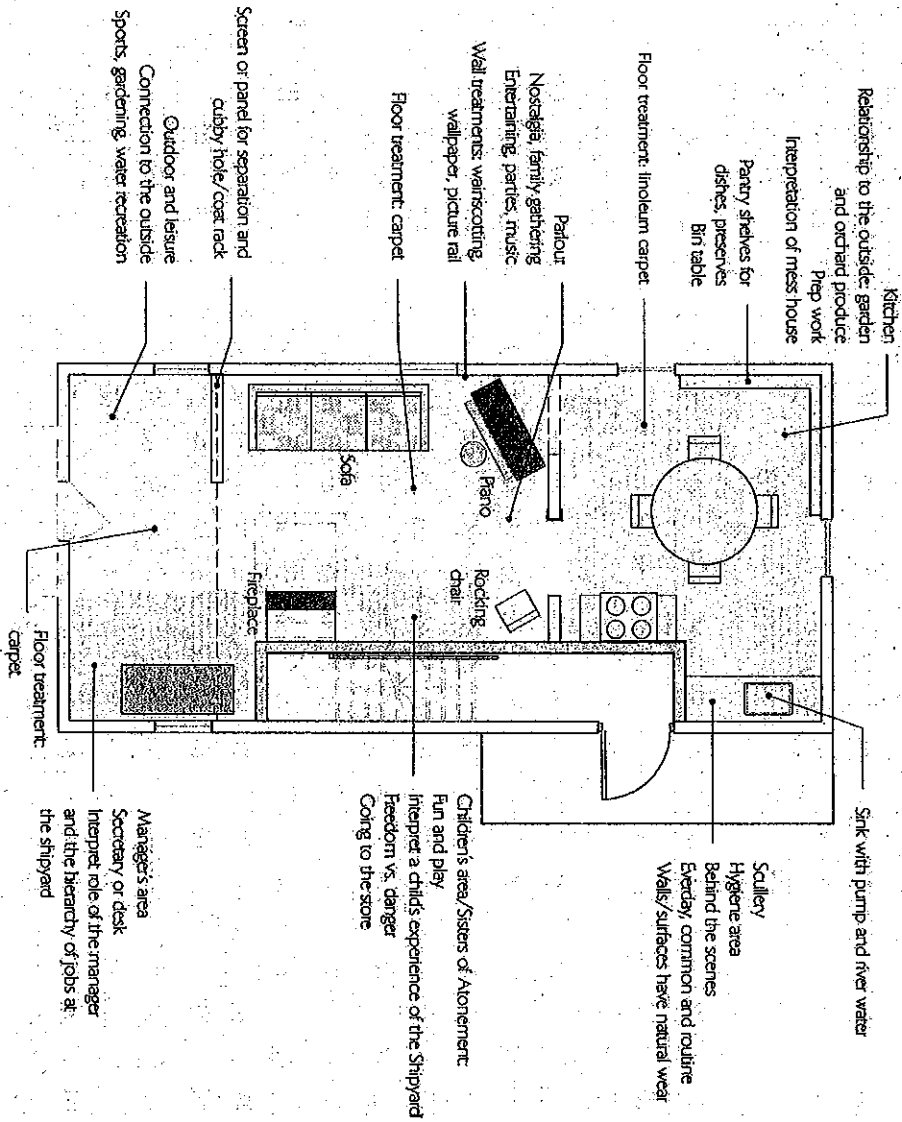 Kitchen
Relationship to the outside: garden
and orchard produce
Prep work
Interpretation of mess house
Pantry shelves for
dishes, preserves
Bin table
Floor treatment: linoleum carpet
Parlour
Nostalgia, family gathering
Entertaining, parties, music
Wall treatments: wainscotting,
wallpaper, picture rail
Floor treatment: carpet
Screen or panel for separation and
cubby hole/coat rack
Outdoor and leisure
Connection to the outside
Sports, gardening, water recreation
Sofa
Piano
Rocking
chair
Fireplace
Sink with pump and river water
Scullery
Hygiene area
Behind the scenes
Everday, common and routine
Walls/surfaces have natural wear
Children's area/Sisters of Atonement:
Fun and play
Interpret a child's experience of the Shipyard
Freedom vs. danger
Going to the store
Manager's area
Secretary or desk
Interpret role of the manager
and the hierarchy of jobs at
the shipyard
Floor treatment:
carpet